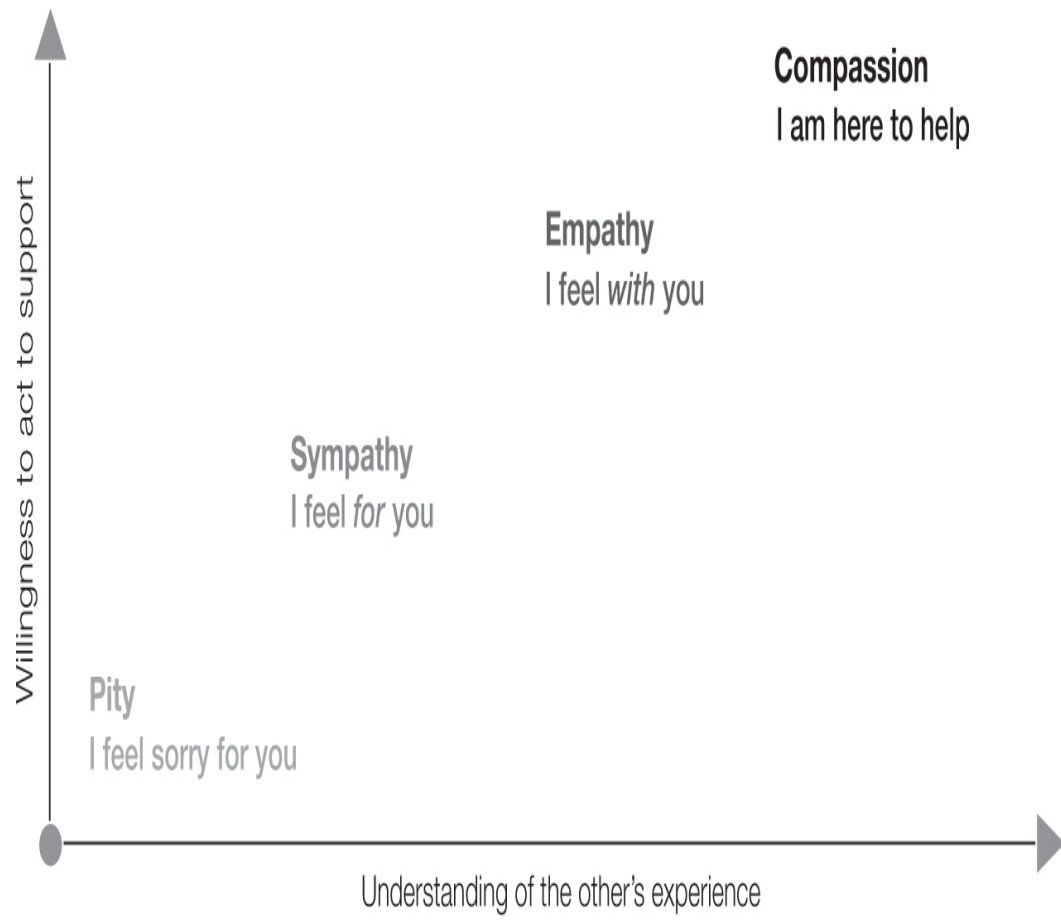 Compassion
I am here to help
Empathy
I feel with you
Sympathy
I feel for you
Pity
I feel sorry for you
Willingness to act to support
Understanding of the other's experience